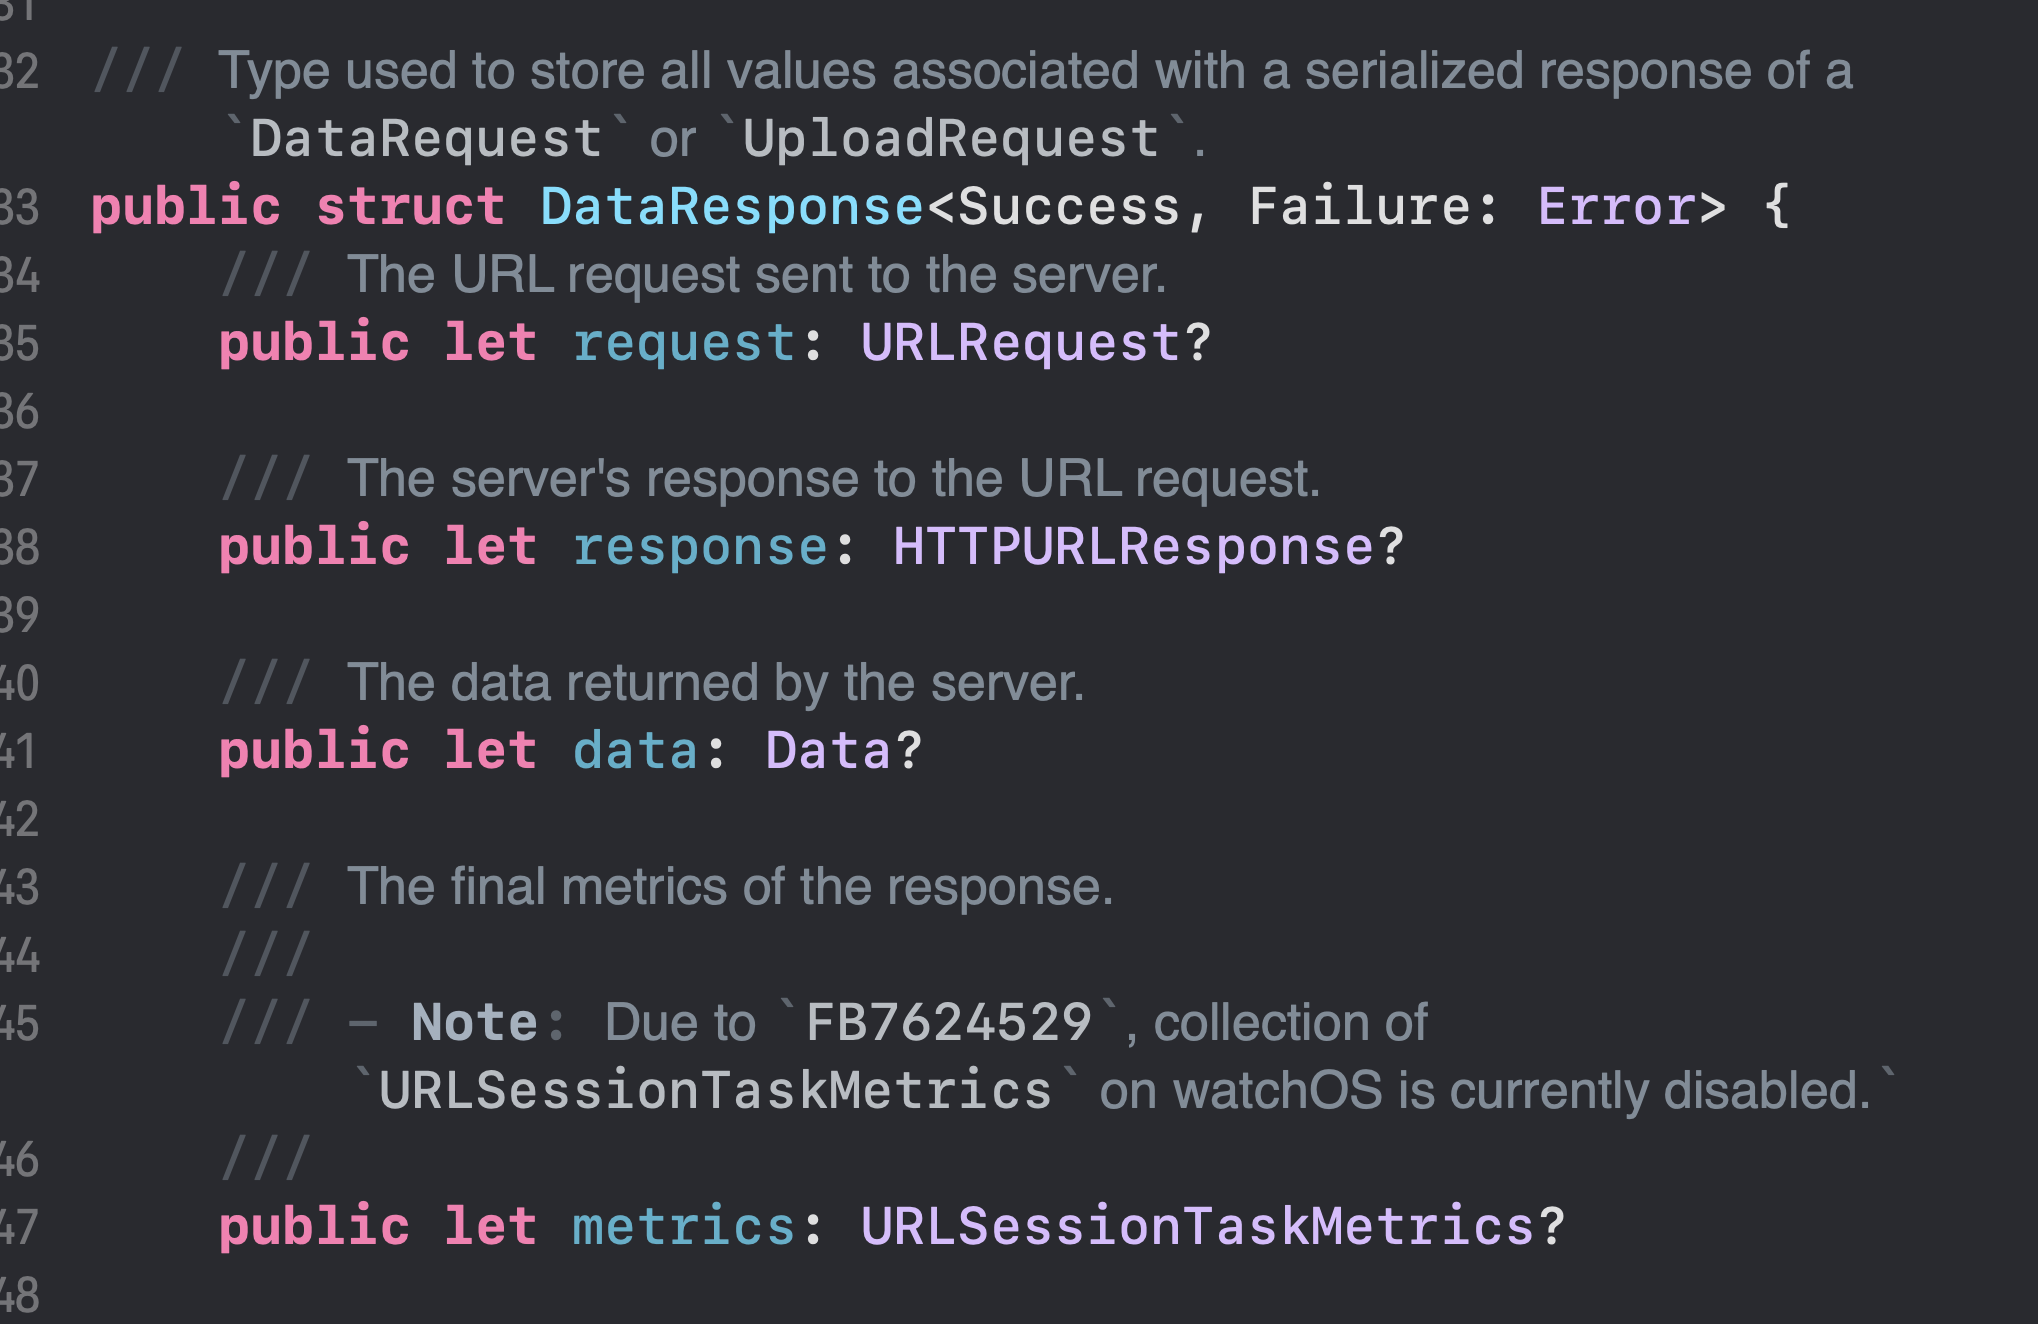 32 /// Type used to store all values associated with a serialized response of a
`DataRequest` or `UploadRequest`.
33 public struct DataResponse<Success, Failure: Error> {
34 /// The URL request sent to the server.
35 public let request: URLRequest?
36
37 /// The server's response to the URL request.
38 public let response: HTTPURLResponse?
39
40 /// The data returned by the server.
41 public let data: Data?
42
43 /// The final metrics of the response.
44 ///
45 /// - Note: Due to `FB7624529`, collection of
`URLSessionTaskMetrics` on watchOS is currently disabled.`
46 ///
47 public let metrics: URLSessionTaskMetrics?
48